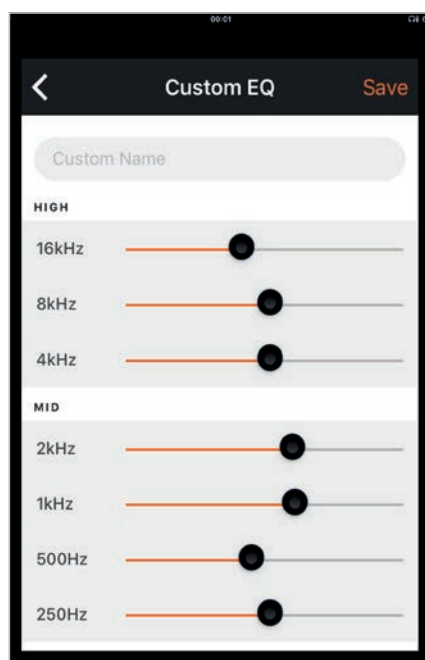 00:01
Custom EQ Save
Custom Name
HIGH
16kHz
8kHz
4kHz
MID
2kHz
1kHz
500Hz
250Hz